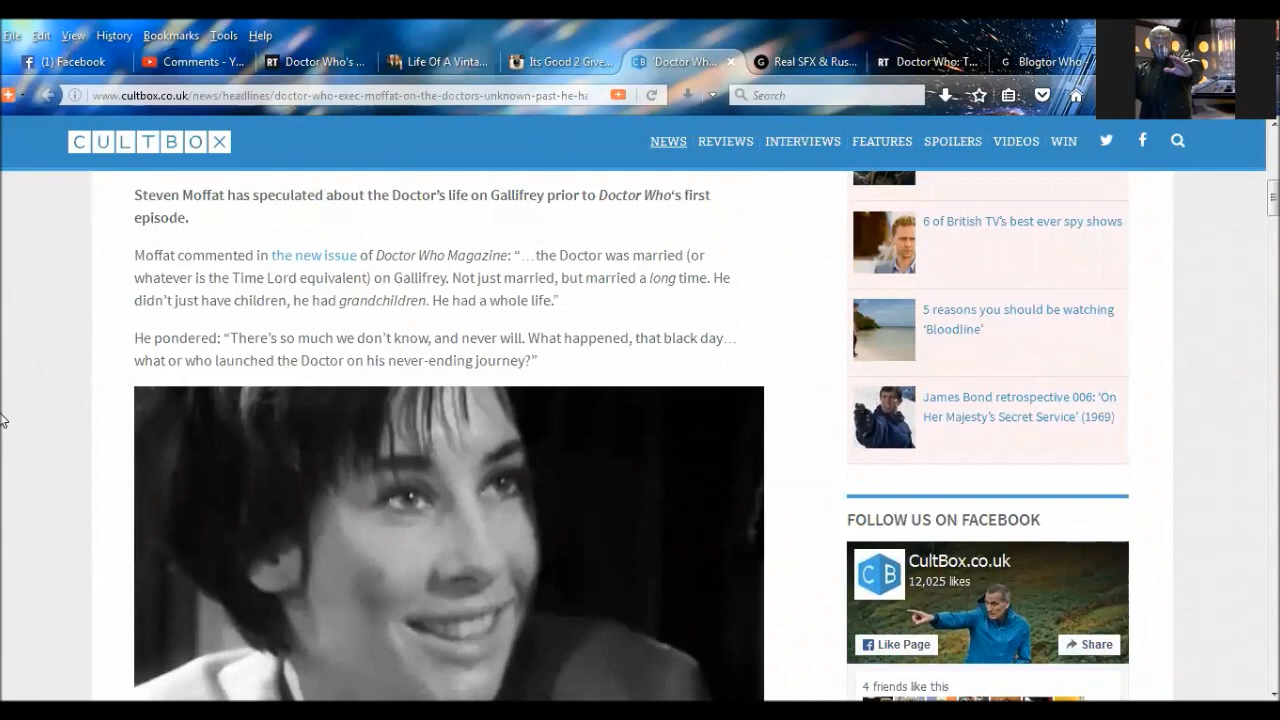 File Edit View History Bookmarks Tools Help
(1) Facebook Comments - Y... Doctor Who's ... Life Of A Vinta... Its Good 2 Give... 'Doctor Wh... Real SFX & Rus... Doctor Who: T... Blogtor Who -
www.cultbox.co.uk/news/headlines/doctor-who-exec-moffat-on-the-doctors-unknown-past-he-ha
Search
CULTBOX
NEWS REVIEWS INTERVIEWS FEATURES SPOILERS VIDEOS WIN
Steven Moffat has speculated about the Doctor's life on Gallifrey prior to Doctor Who's first
episode.
Moffat commented in the new issue of Doctor Who Magazine: “…the Doctor was married (or
whatever is the Time Lord equivalent) on Gallifrey. Not just married, but married a long time. He
didn't just have children, he had grandchildren. He had a whole life.”
He pondered: “There's so much we don't know, and never will. What happened, that black day…
what or who launched the Doctor on his never-ending journey?”
6 of British TV's best ever spy shows
5 reasons you should be watching
‘Bloodline’
James Bond retrospective 006: ‘On
Her Majesty's Secret Service’ (1969)
FOLLOW US ON FACEBOOK
CB
CultBox.co.uk
12,025 likes
Like Page
Share
4 friends like this